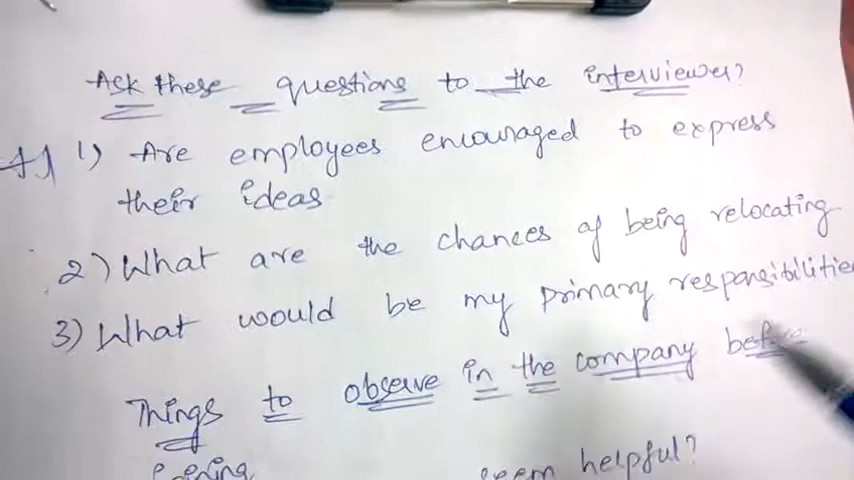 Ask these questions to the interviewer?
1) Are employees encouraged to express
their ideas
2) What are the chances of being relocating
3) What would be my primary responsibilities
Things to observe in the company before
seem helpful?